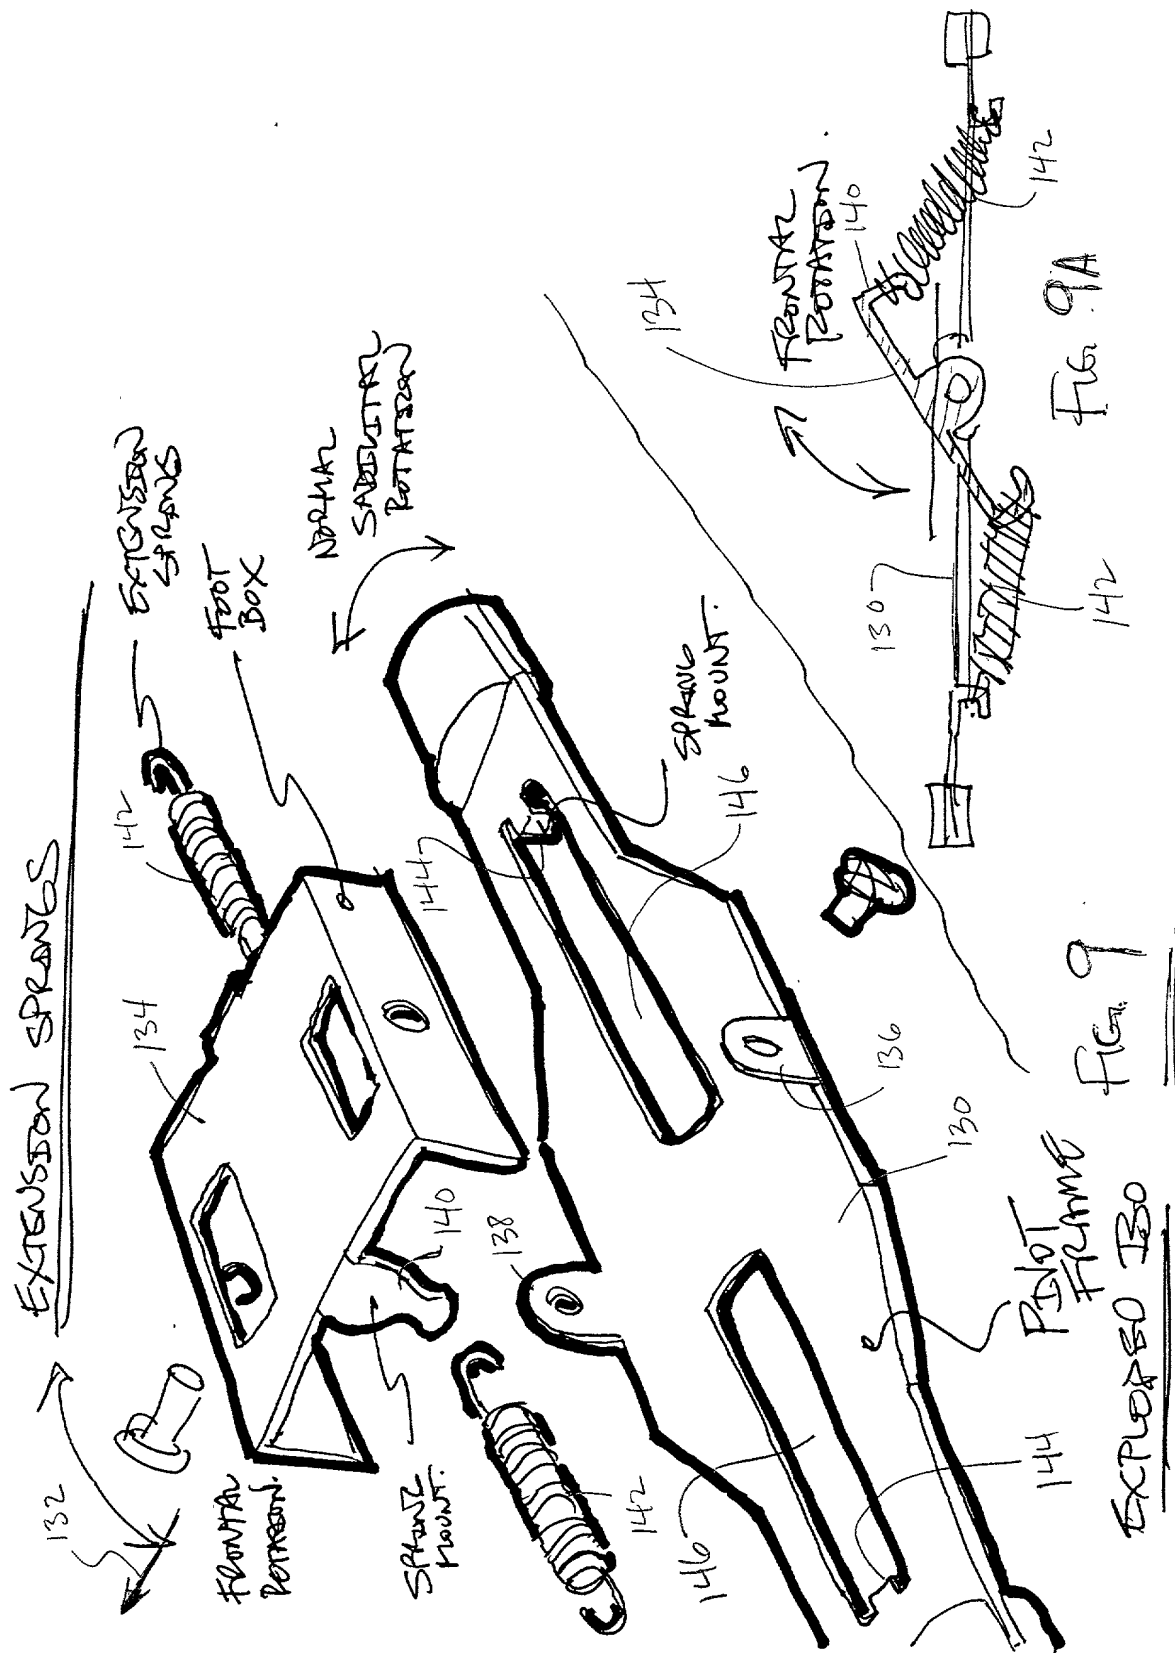 EXTENSION SPRINGS
132
FRONTAL
ROTATION.
134
142
EXTENSION
SPRINGS
FOOT
BOX
NORMAL
SAGITTAL
ROTATION
SPRING
MOUNT.
140
138
142
144
SPRING
MOUNT.
146
136
130
146
144
PIVOT
FRAME
EXPLODED ISO
FIG. 9
FRONTAL
ROTATION.
134
140
130
142
142
FIG. 9A